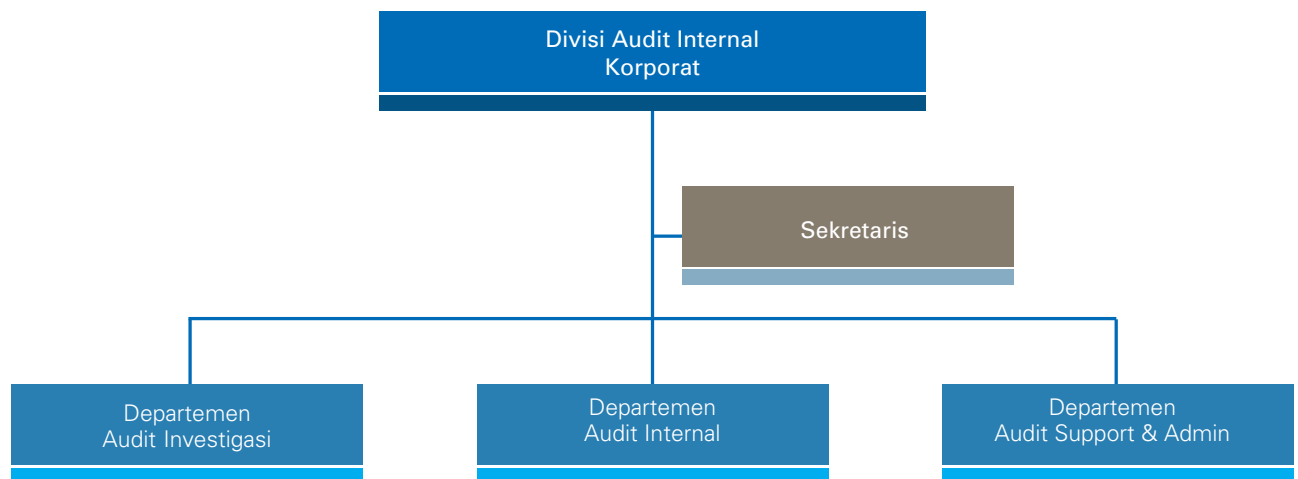 Divisi Audit Internal
Korporat
Sekretaris
Departemen
Audit Investigasi
Departemen
Audit Internal
Departemen
Audit Support & Admin